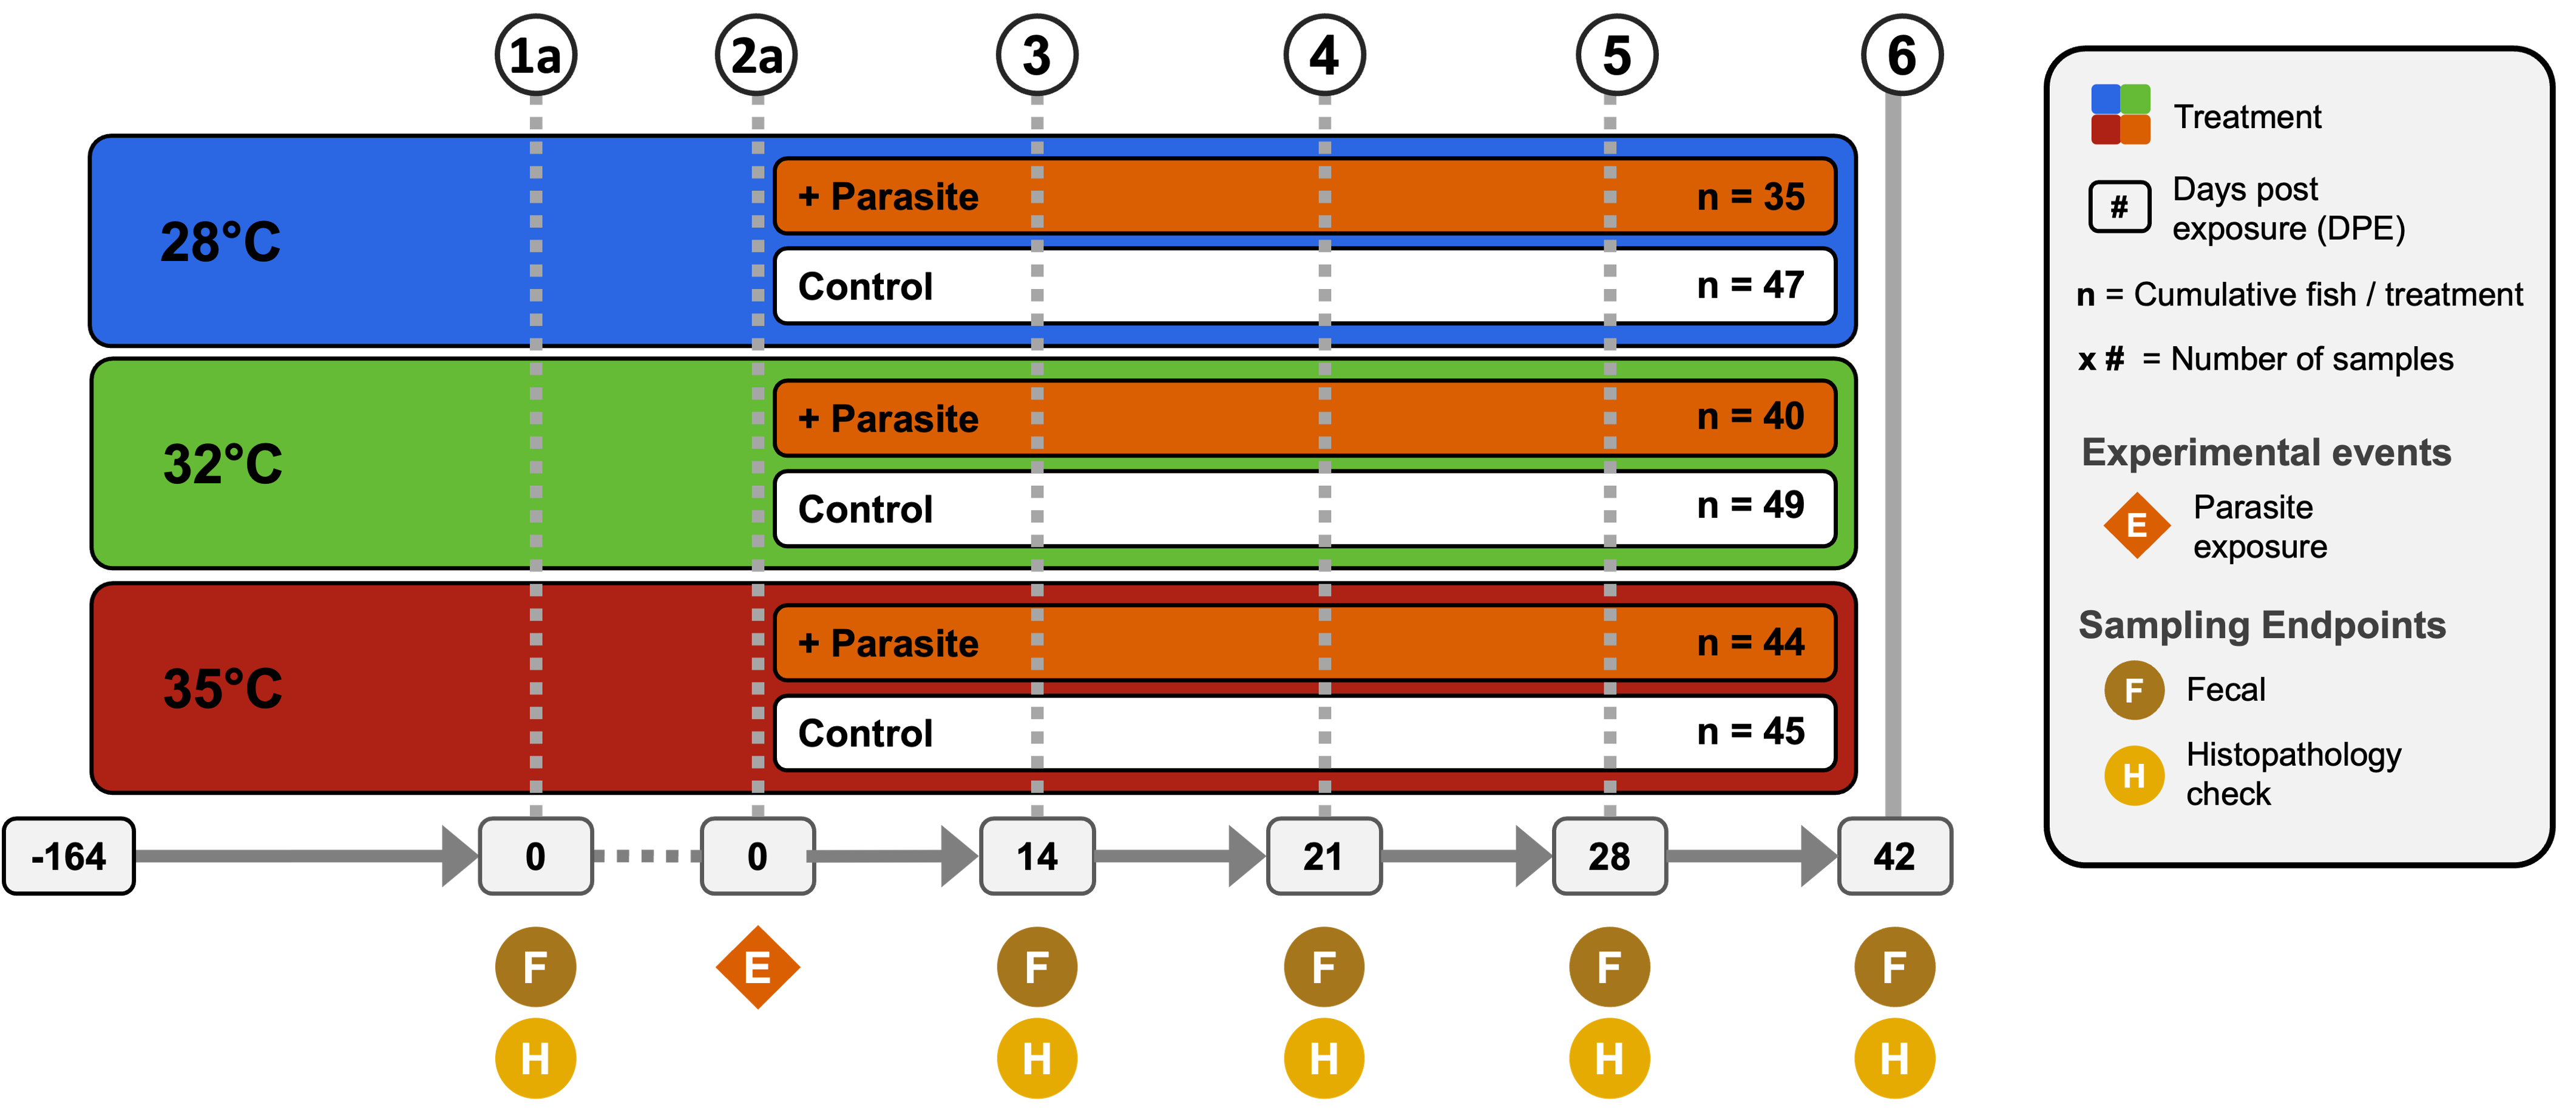 1a
2a
3
4
5
6
28°C
+ Parasite n = 35
Control n = 47
32°C
+ Parasite n = 40
Control n = 49
35°C
+ Parasite n = 44
Control n = 45
-164
0
0
14
21
28
42
F
E
F
F
F
F
H
H
H
H
H
Treatment
#
Days post
exposure (DPE)
n = Cumulative fish / treatment
x # = Number of samples
Experimental events
E
Parasite
exposure
Sampling Endpoints
F
Fecal
H
Histopathology
check